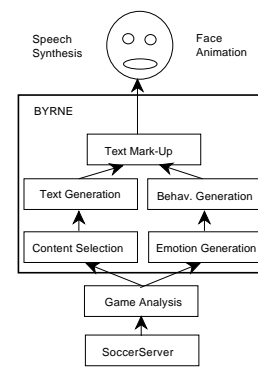 Speech
Synthesis
Face
Animation
BYRNE
Text Mark-Up
Text Generation
Behav. Generation
Content Selection
Emotion Generation
Game Analysis
SoccerServer